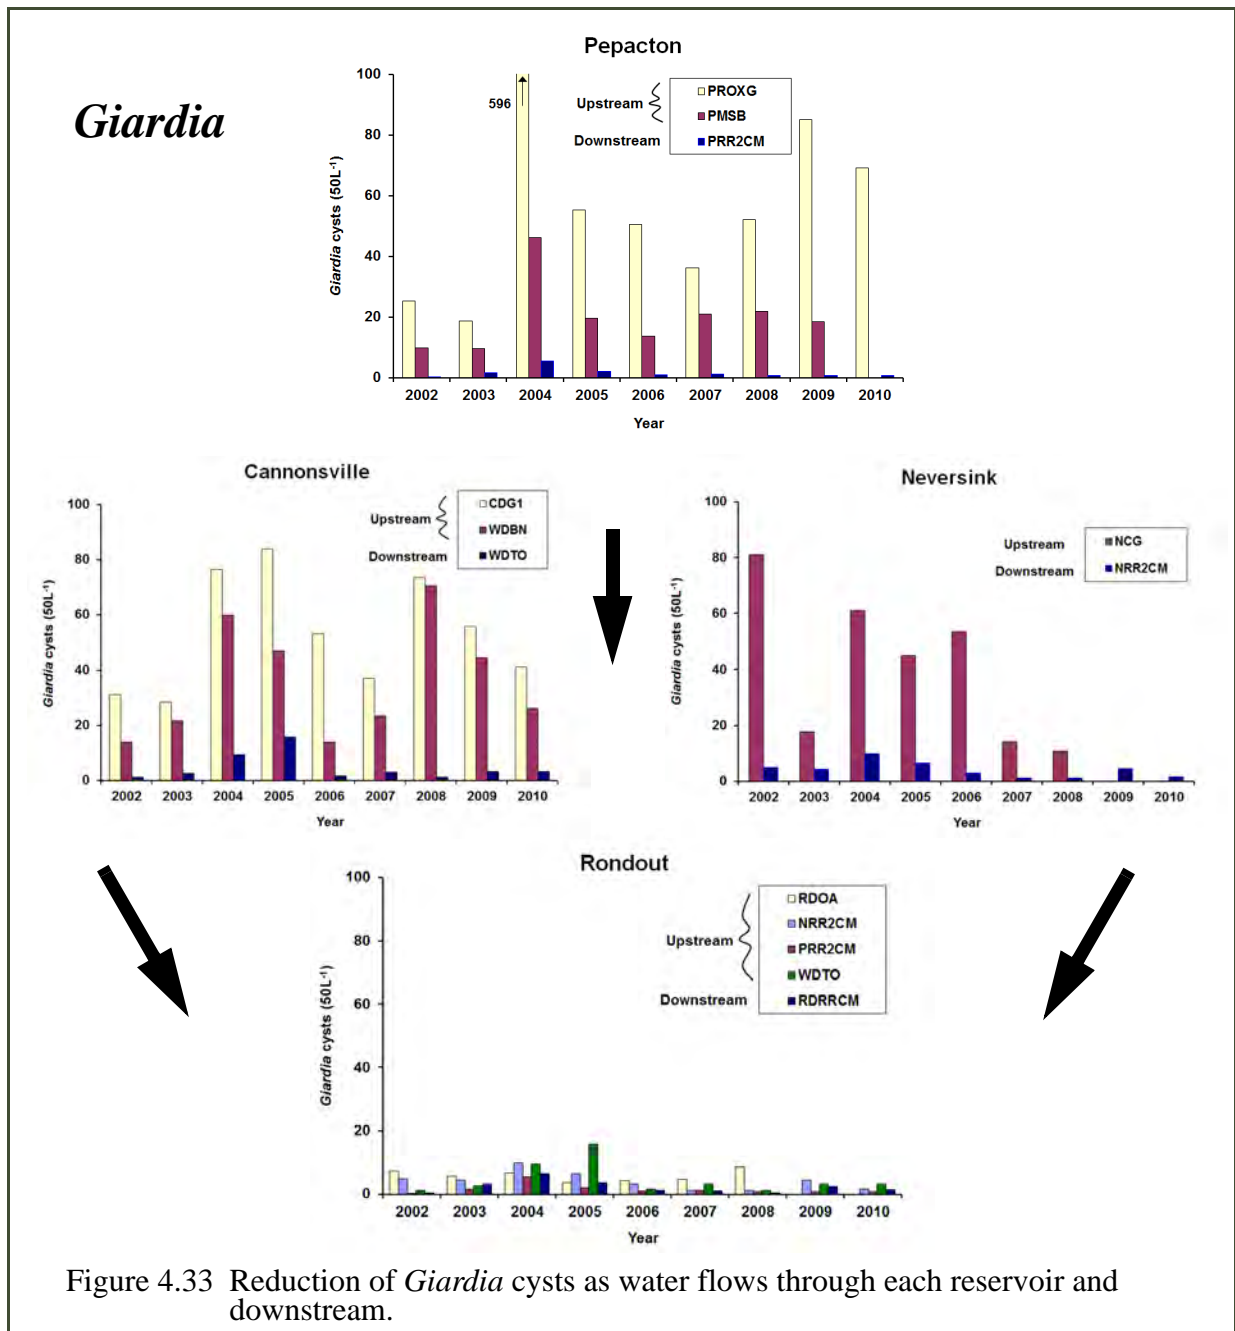 Giardia
Pepacton
100
80
60
40
20
0
Giardia cysts (50L-1)
596
Upstream
Downstream
PROXG
PMSB
PRR2CM
2002 2003 2004 2005 2006 2007 2008 2009 2010
Year
Cannonsville
100
80
60
40
20
0
Giardia cysts (50L-1)
Upstream
Downstream
CDG1
WDBN
WDTO
2002 2003 2004 2005 2006 2007 2008 2009 2010
Year
Neversink
100
80
60
40
20
0
Giardia cysts (50L-1)
Upstream
Downstream
NCG
NRR2CM
2002 2003 2004 2005 2006 2007 2008 2009 2010
Year
Rondout
100
80
60
40
20
0
Giardia cysts (50L-1)
Upstream
Downstream
RDOA
NRR2CM
PRR2CM
WDTO
RDRRCM
2002 2003 2004 2005 2006 2007 2008 2009 2010
Year
Figure 4.33 Reduction of Giardia cysts as water flows through each reservoir and
downstream.